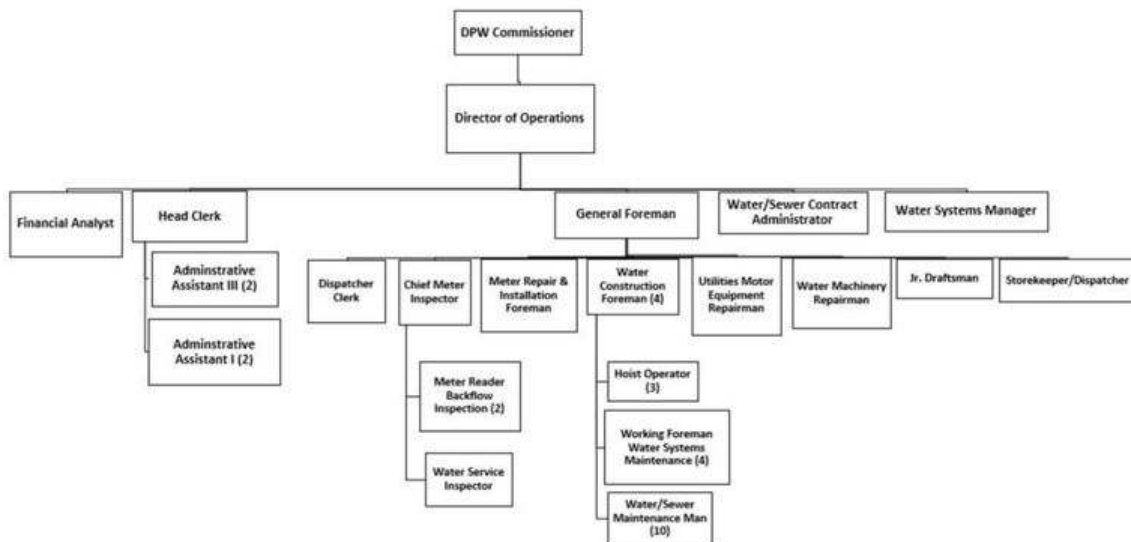 DPW Commissioner
Director of Operations
Financial Analyst
Head Clerk
General Foreman
Water/Sewer Contract
Administrator
Water Systems Manager
Adminstrative
Assistant III (2)
Adminstrative
Assistant I (2)
Dispatcher
Clerk
Chief Meter
Inspector
Meter Repair &
Installation
Foreman
Water
Construction
Foreman (4)
Utilities Motor
Equipment
Repairman
Water Machinery
Repairman
Jr. Draftsman
Storekeeper/Dispatcher
Meter Reader
Backflow
Inspection (2)
Water Service
Inspector
Hoist Operator
(3)
Working Foreman
Water Systems
Maintenance (4)
Water/Sewer
Maintenance Man
(10)